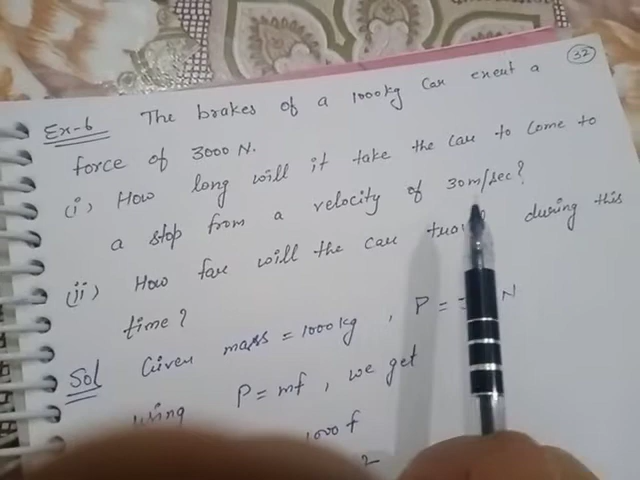 32
Ex-6 The brakes of a 1000kg Car exert a
force of 3000 N.
(i) How long will it take the car to come to
a stop from a velocity of 30m/sec?
(ii) How far will the car during this
time?
Sol Given mass = 1000kg, P = N
using P = mf, we get
1000f
2